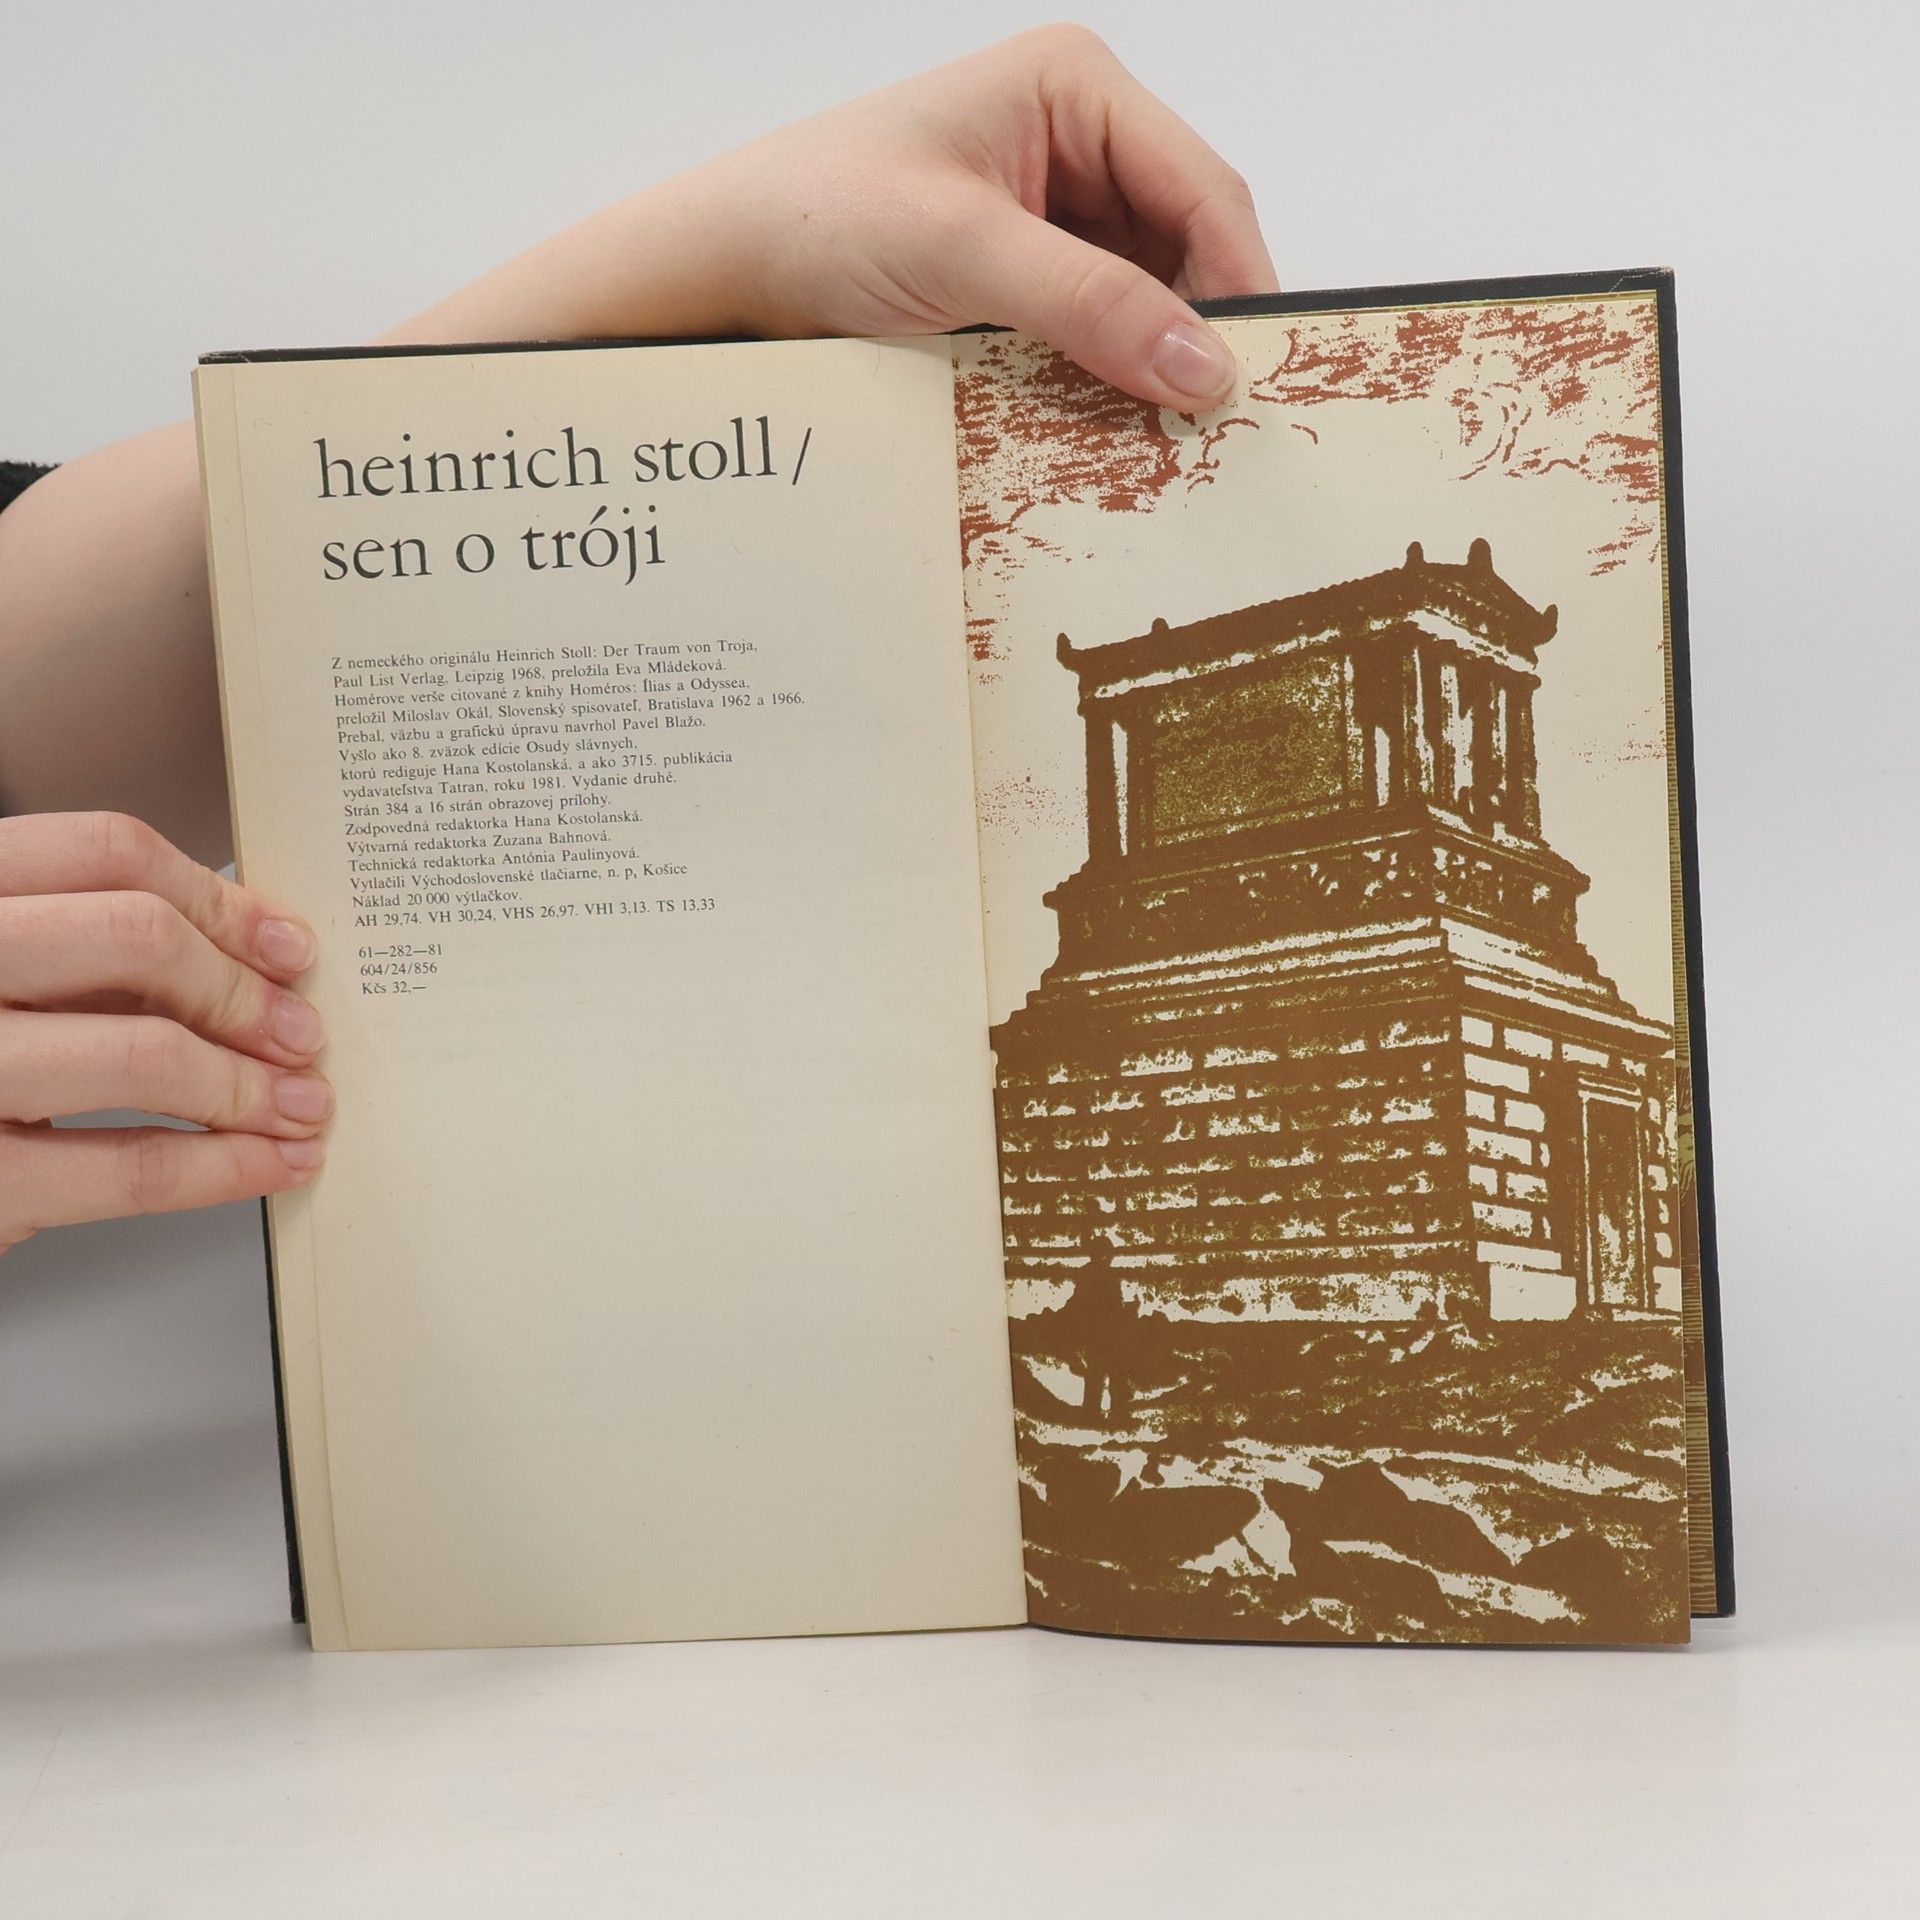 heinrich stoll /
sen o tróji
Z nemeckého originálu Heinrich Stoll: Der Traum von Troja,
Paul List Verlag, Leipzig 1968, preložila Eva Mládeková.
Homérove verše citované z knihy Homéros: Ílias a Odyssea,
preložil Miloslav Okál, Slovenský spisovateľ, Bratislava 1962 a 1966.
Prebal, väzbu a grafickú úpravu navrhol Pavel Blažo.
Vyšlo ako 8. zväzok edície Osudy slávnych,
ktorú rediguje Hana Kostolanská, a ako 3715. publikácia
vydavateľstva Tatran, roku 1981. Vydanie druhé.
Strán 384 a 16 strán obrazovej prílohy.
Zodpovedná redaktorka Hana Kostolanská.
Výtvarná redaktorka Zuzana Bahnová.
Technická redaktorka Antónia Paulinyová.
Vytlačili Východoslovenské tlačiarne, n. p, Košice
Náklad 20 000 výtlačkov.
AH 29,74. VH 30,24, VHS 26,97. VHI 3,13. TS 13,33
61—282—81
604/24/856
Kčs 32,—